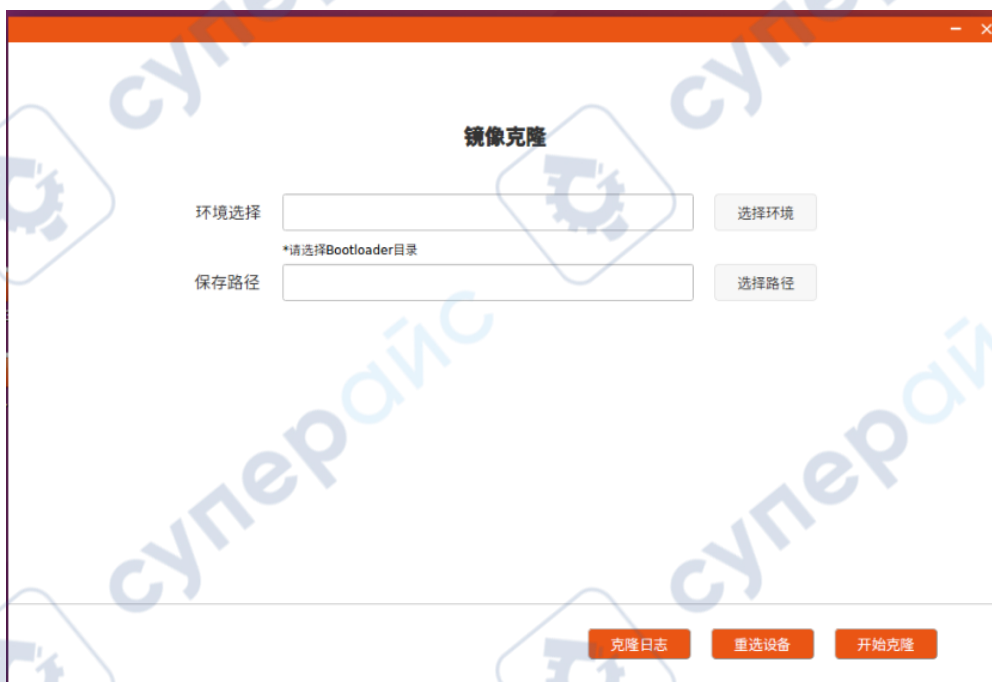 镜像克隆
环境选择 选择环境
*请选择Bootloader目录
保存路径 选择路径
克隆日志 重选设备 开始克隆
суперайс
суперайс